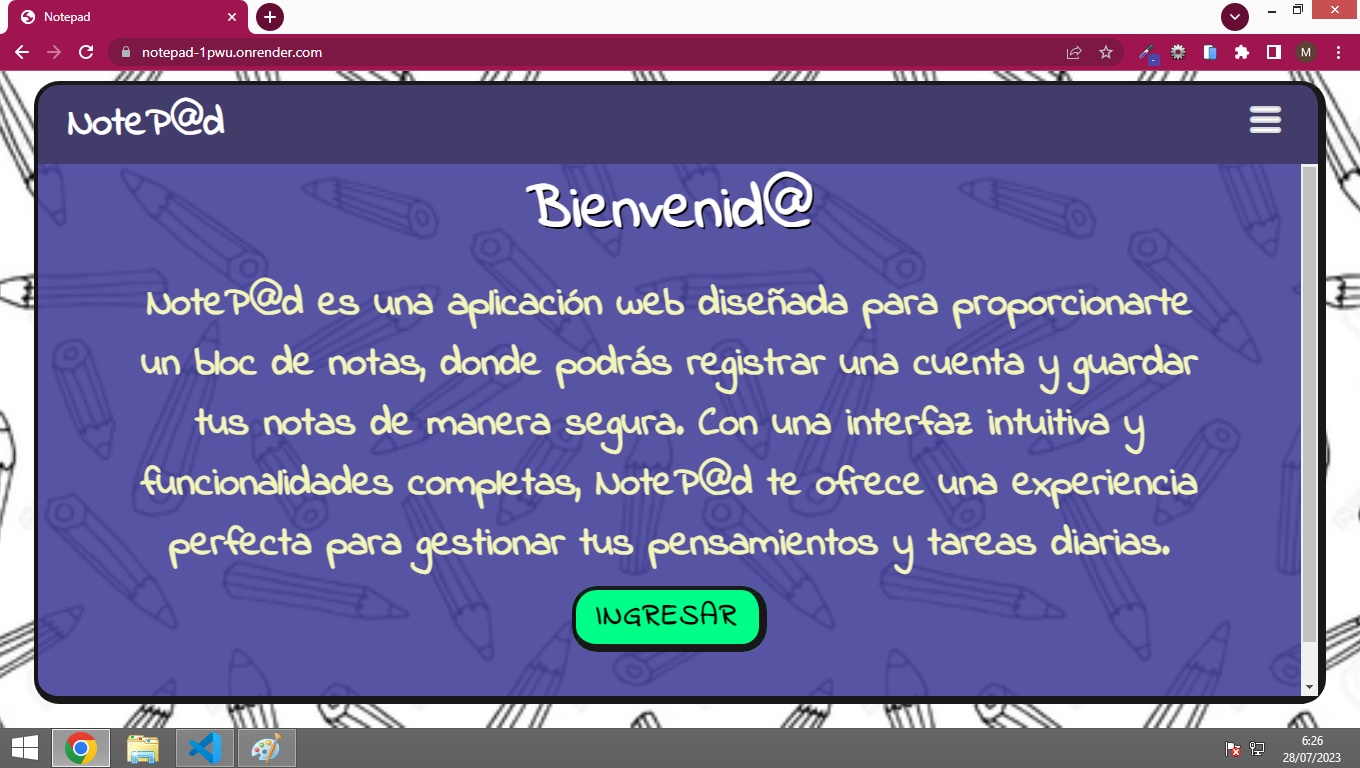 Notepad
notepad-1pwu.onrender.com
M
NoteP@d
Bienvenid@
NoteP@d es una aplicación web diseñada para proporcionarte
un bloc de notas, donde podrás registrar una cuenta y guardar
tus notas de manera segura. Con una interfaz intuitiva y
funcionalidades completas, NoteP@d te ofrece una experiencia
perfecta para gestionar tus pensamientos y tareas diarias.
INGRESAR
6:26
28/07/2023